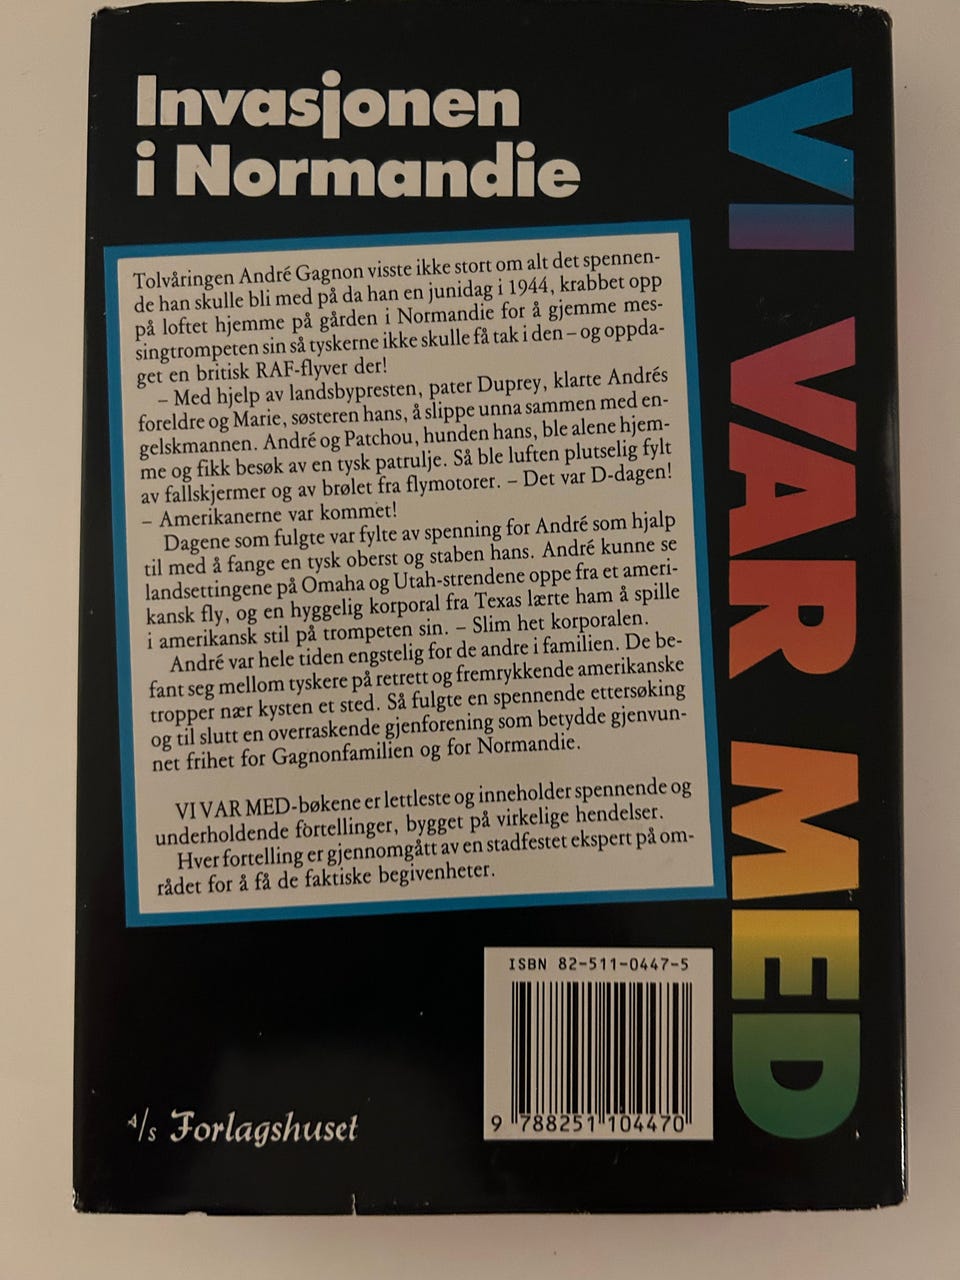 Invasjonen
i Normandie
VI VAR MED
Tolvåringen André Gagnon visste ikke stort om alt det spennen-
de han skulle bli med på da han en junidag i 1944, krabbet opp
på loftet hjemme på gården i Normandie for å gjemme mes-
singtrompeten sin så tyskerne ikke skulle få tak i den – og oppda-
get en britisk RAF-flyver der!
– Med hjelp av landsbypresten, pater Duprey, klarte Andrés
foreldre og Marie, søsteren hans, å slippe unna sammen med en-
gelskmannen. André og Patchou, hunden hans, ble alene hjem-
me og fikk besøk av en tysk patrulje. Så ble luften plutselig fylt
av fallskjermer og av brølet fra flymotorer. – Det var D-dagen!
– Amerikanerne var kommet!
Dagene som fulgte var fylte av spenning for André som hjalp
til med å fange en tysk oberst og staben hans. André kunne se
landsettingene på Omaha og Utah-strendene oppe fra et ameri-
kansk fly, og en hyggelig korporal fra Texas lærte ham å spille
i amerikansk stil på trompeten sin. – Slim het korporalen.
André var hele tiden engstelig for de andre i familien. De be-
fant seg mellom tyskere på retrett og fremrykkende amerikanske
tropper nær kysten et sted. Så fulgte en spennende ettersøking
og til slutt en overraskende gjenforening som betydde gjenvun-
net frihet for Gagnonfamilien og for Normandie.
VI VAR MED-bøkene er lettleste og inneholder spennende og
underholdende fortellinger, bygget på virkelige hendelser.
Hver fortelling er gjennomgått av en stadfestet ekspert på om-
rådet for å få de faktiske begivenheter.
ISBN 82-511-0447-5
9 788251 104470
A/s Forlagshuset